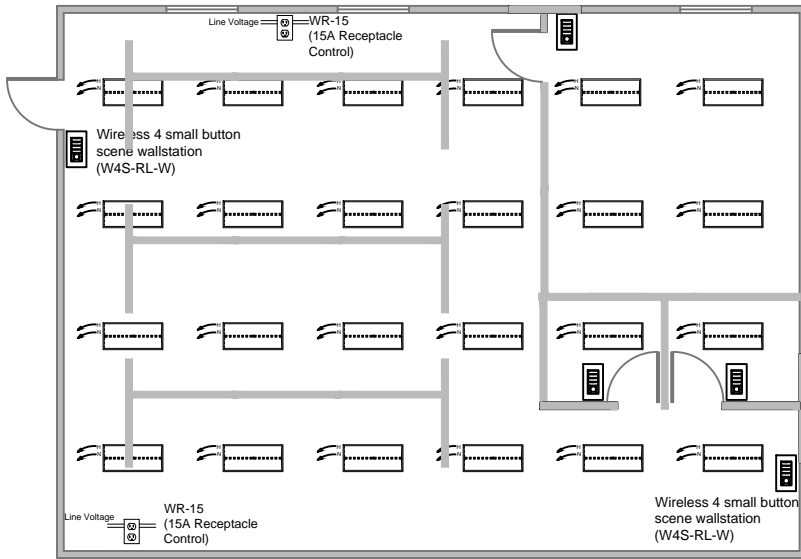 Line Voltage
WR-15
(15A Receptacle
Control)
H
N
H
N
H
N
H
N
H
N
H
N
Wireless 4 small button
scene wallstation
(W4S-RL-W)
H
N
H
N
H
N
H
N
H
N
H
N
H
N
H
N
H
N
H
N
H
N
H
N
H
N
H
N
H
N
H
N
H
N
H
N
Line Voltage
WR-15
(15A Receptacle
Control)
Wireless 4 small button
scene wallstation
(W4S-RL-W)